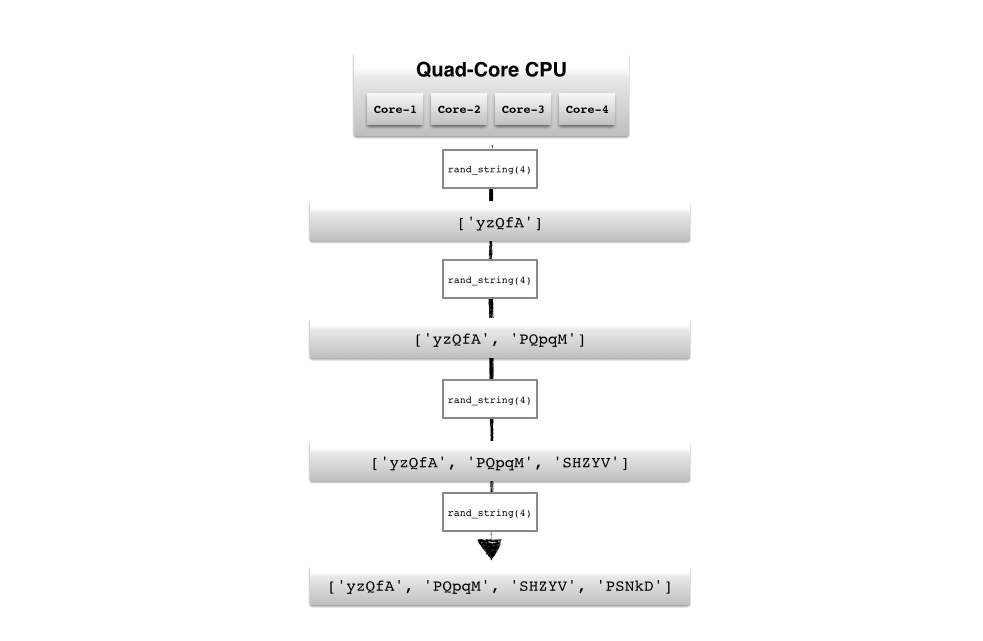 Quad-Core CPU
Core-1 Core-2 Core-3 Core-4
rand_string(4)
['yzQfA']
rand_string(4)
['yzQfA', 'PQpqM']
rand_string(4)
['yzQfA', 'PQpqM', 'SHZYV']
rand_string(4)
['yzQfA', 'PQpqM', 'SHZYV', 'PSNkD']